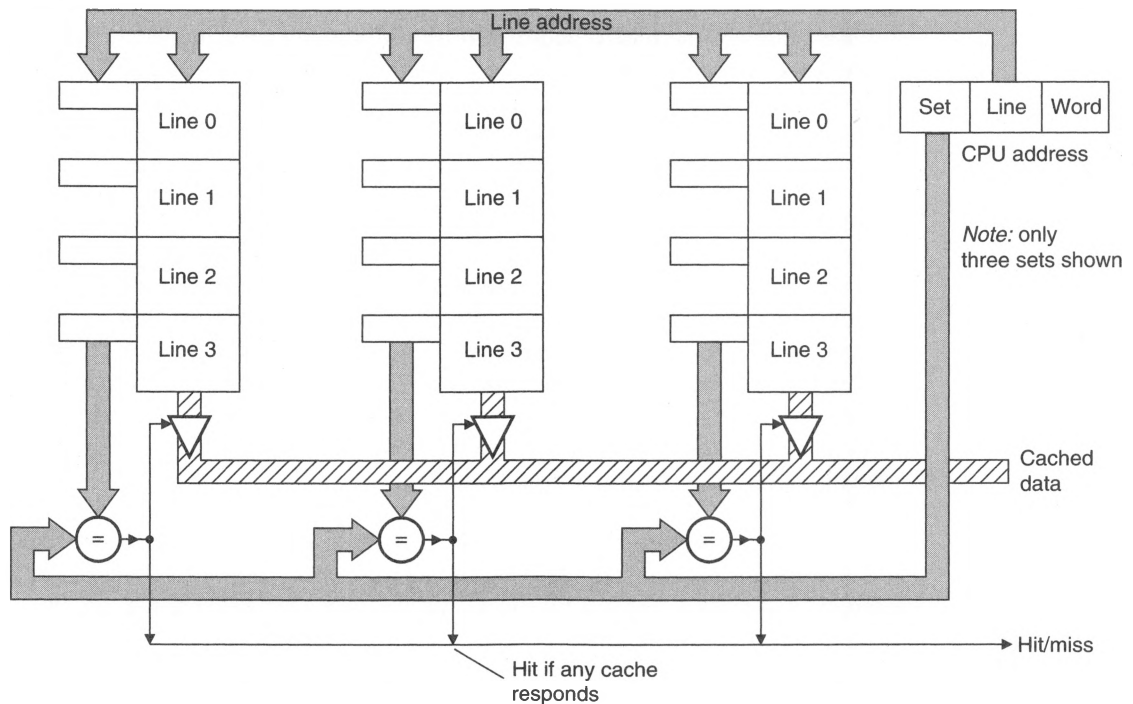 Line address
Line 0
Line 0
Line 0
Set
Line
Word
CPU address
Line 1
Line 1
Line 1
Note: only
three sets shown
Line 2
Line 2
Line 2
Line 3
Line 3
Line 3
Cached
data
=
=
=
Hit/miss
Hit if any cache
responds